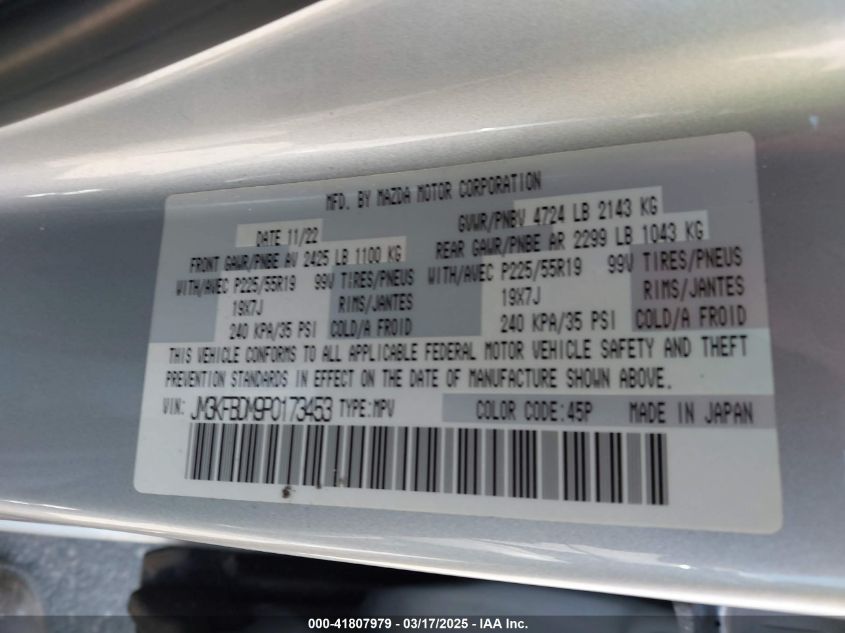 MFD. BY MAZDA MOTOR CORPORATION
DATE 11/22 GVWR/PNBV 4724 LB 2143 KG
FRONT GAWR/PNBE AV 2425 LB 1100 KG REAR GAWR/PNBE AR 2299 LB 1043 KG
WITH/AVEC P225/55R19 99V TIRES/PNEUS WITH/AVEC P225/55R19 99V TIRES/PNEUS
19X7J RIMS/JANTES 19X7J RIMS/JANTES
240 KPA/35 PSI COLD/A FROID 240 KPA/35 PSI COLD/A FROID
THIS VEHICLE CONFORMS TO ALL APPLICABLE FEDERAL MOTOR VEHICLE SAFETY AND THEFT
PREVENTION STANDARDS IN EFFECT ON THE DATE OF MANUFACTURE SHOWN ABOVE.
VIN: JM3KFBDM9P0173453 TYPE:MPV COLOR CODE:45P MADE IN JAPAN
000-41807979 - 03/17/2025 - IAA Inc.